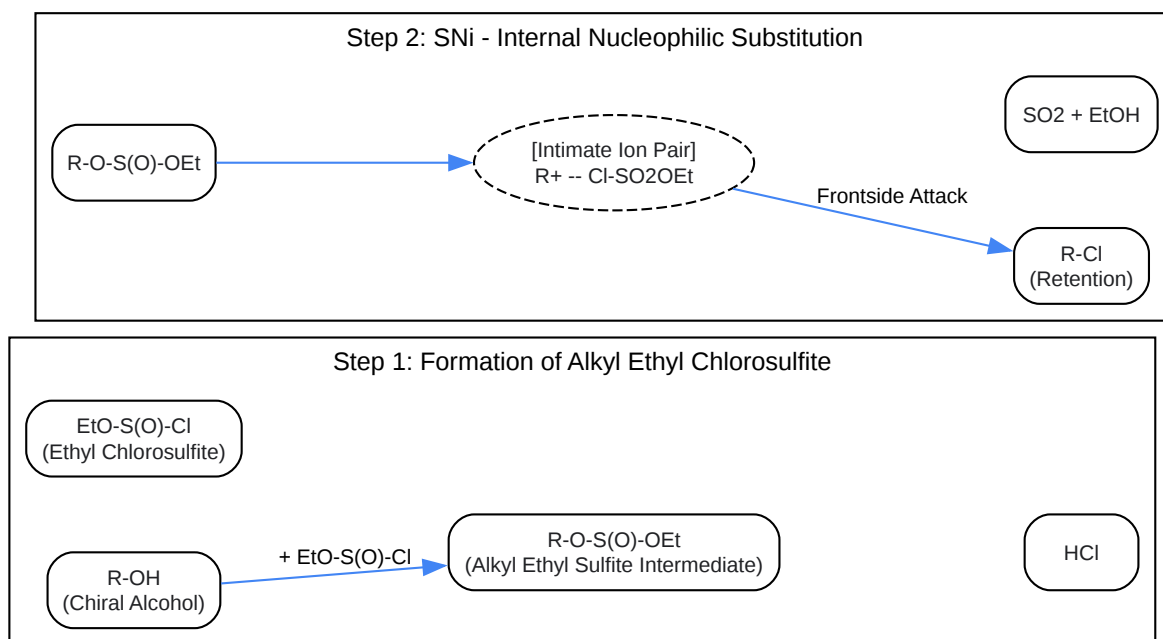 Step 2: SNi - Internal Nucleophilic Substitution
SO2 + EtOH
R-O-S(O)-OEt
[Intimate Ion Pair]
R+ -- Cl-SO2OEt
Frontside Attack
R-Cl
(Retention)
Step 1: Formation of Alkyl Ethyl Chlorosulfite
EtO-S(O)-Cl
(Ethyl Chlorosulfite)
+ EtO-S(O)-Cl
R-O-S(O)-OEt
(Alkyl Ethyl Sulfite Intermediate)
HCl
R-OH
(Chiral Alcohol)